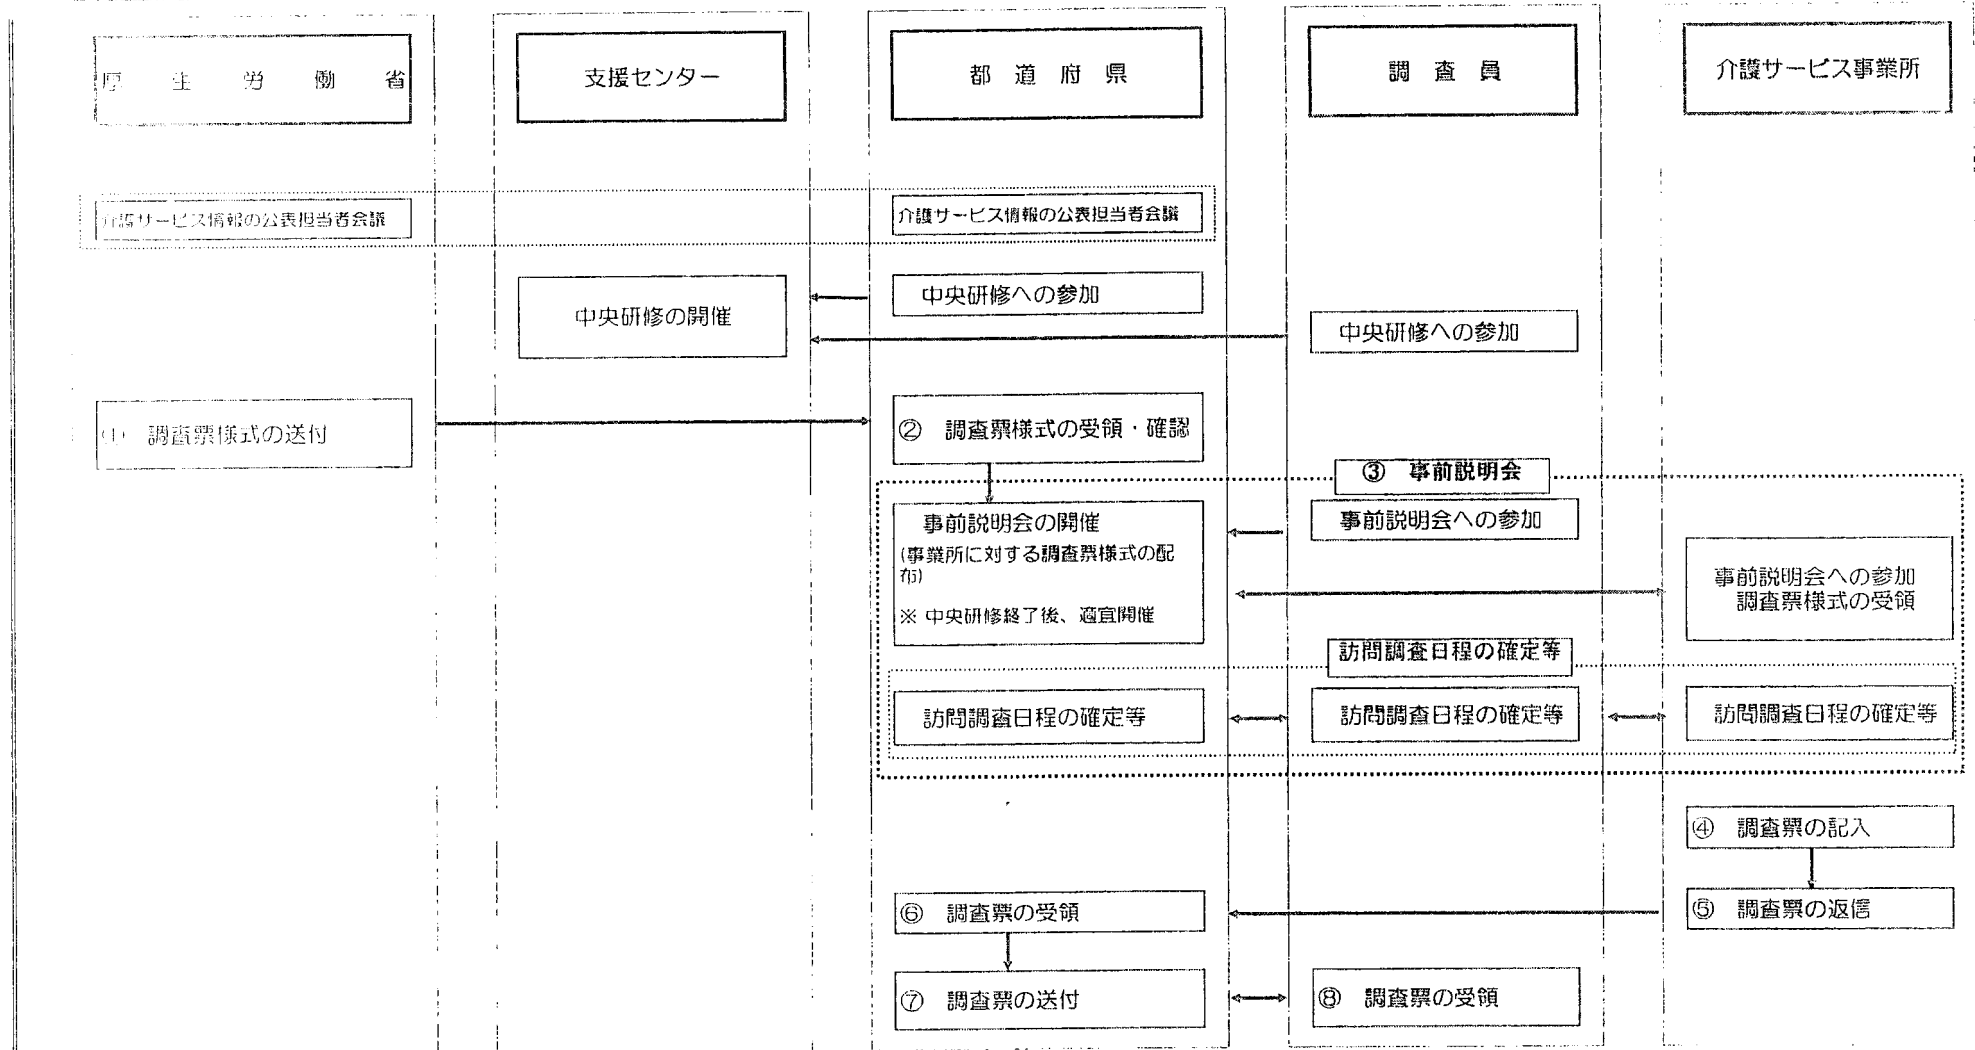 厚生労働省
支援センター
都道府県
調査員
介護サービス事業所
介護サービス情報の公表担当者会議
介護サービス情報の公表担当者会議
中央研修の開催
中央研修への参加
中央研修への参加
① 調査票様式の送付
② 調査票様式の受領・確認
③ 事前説明会
事前説明会の開催
(事業所に対する調査票様式の配
布)
※ 中央研修終了後、適宜開催
事前説明会への参加
事前説明会への参加
調査票様式の受領
訪問調査日程の確定等
訪問調査日程の確定等
訪問調査日程の確定等
訪問調査日程の確定等
④ 調査票の記入
⑤ 調査票の返信
⑥ 調査票の受領
⑦ 調査票の送付
⑧ 調査票の受領